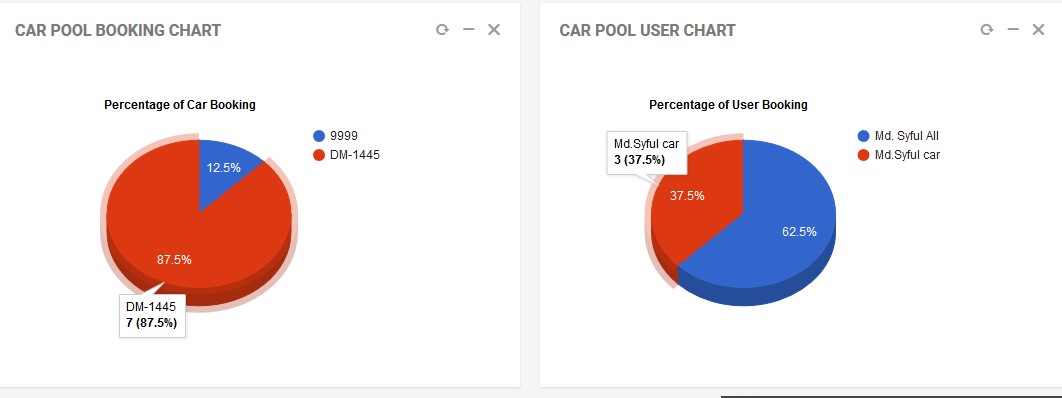 CAR POOL BOOKING CHART
Percentage of Car Booking
9999
DM-1445
12.5%
87.5%
DM-1445
7 (87.5%)
CAR POOL USER CHART
Percentage of User Booking
Md. Syful All
Md.Syful car
Md.Syful car
3 (37.5%)
37.5%
62.5%